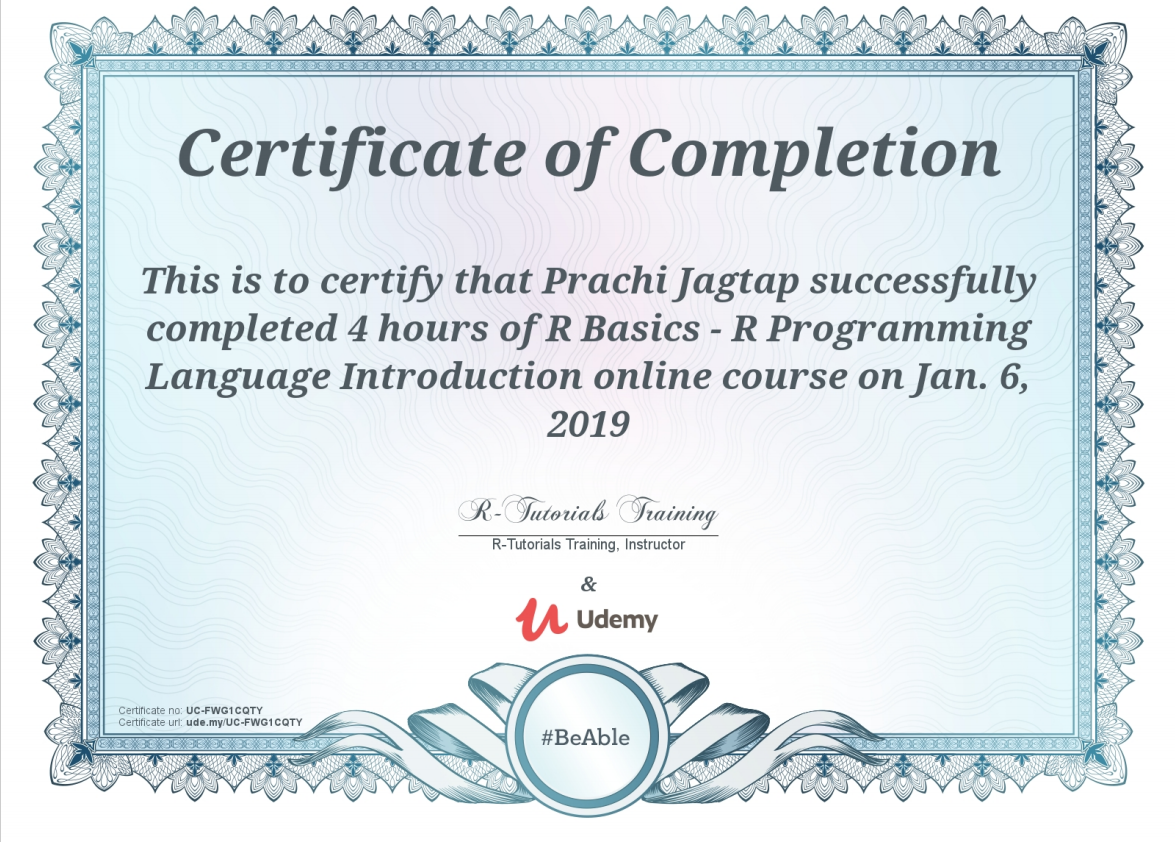 Certificate of Completion
This is to certify that Prachi Jagtap successfully
completed 4 hours of R Basics - R Programming
Language Introduction online course on Jan. 6,
2019
R-Tutorials Training
R-Tutorials Training, Instructor
&
Udemy
Certificate no: UC-FWG1CQTY
Certificate url: ude.my/UC-FWG1CQTY
#BeAble